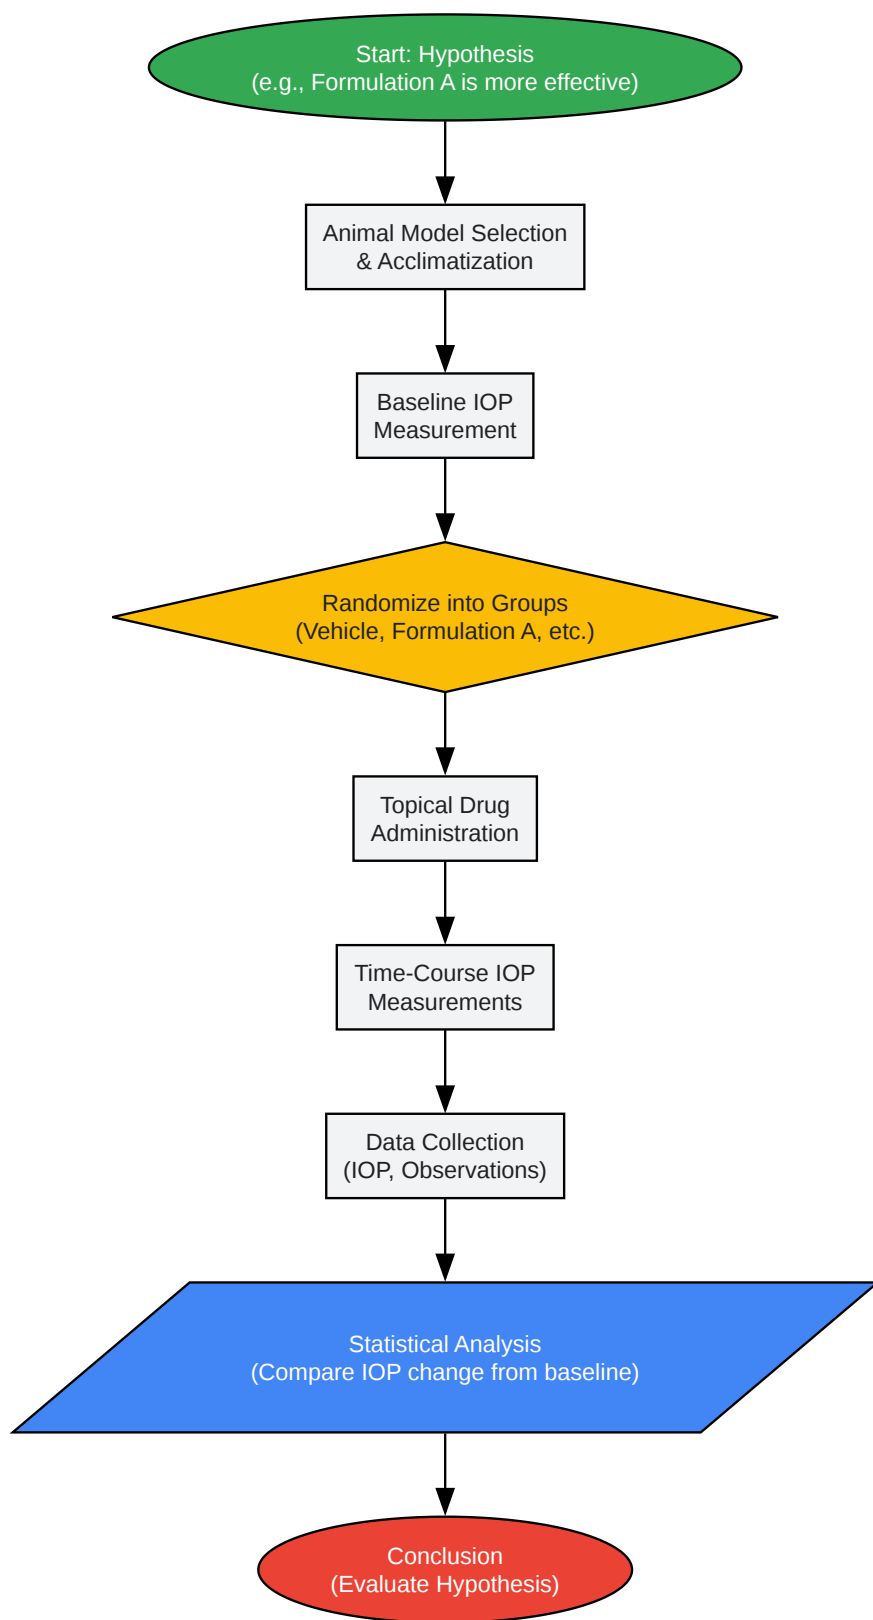 Start: Hypothesis
(e.g., Formulation A is more effective)
Animal Model Selection
& Acclimatization
Baseline IOP
Measurement
Randomize into Groups
(Vehicle, Formulation A, etc.)
Topical Drug
Administration
Time-Course IOP
Measurements
Data Collection
(IOP, Observations)
Statistical Analysis
(Compare IOP change from baseline)
Conclusion
(Evaluate Hypothesis)